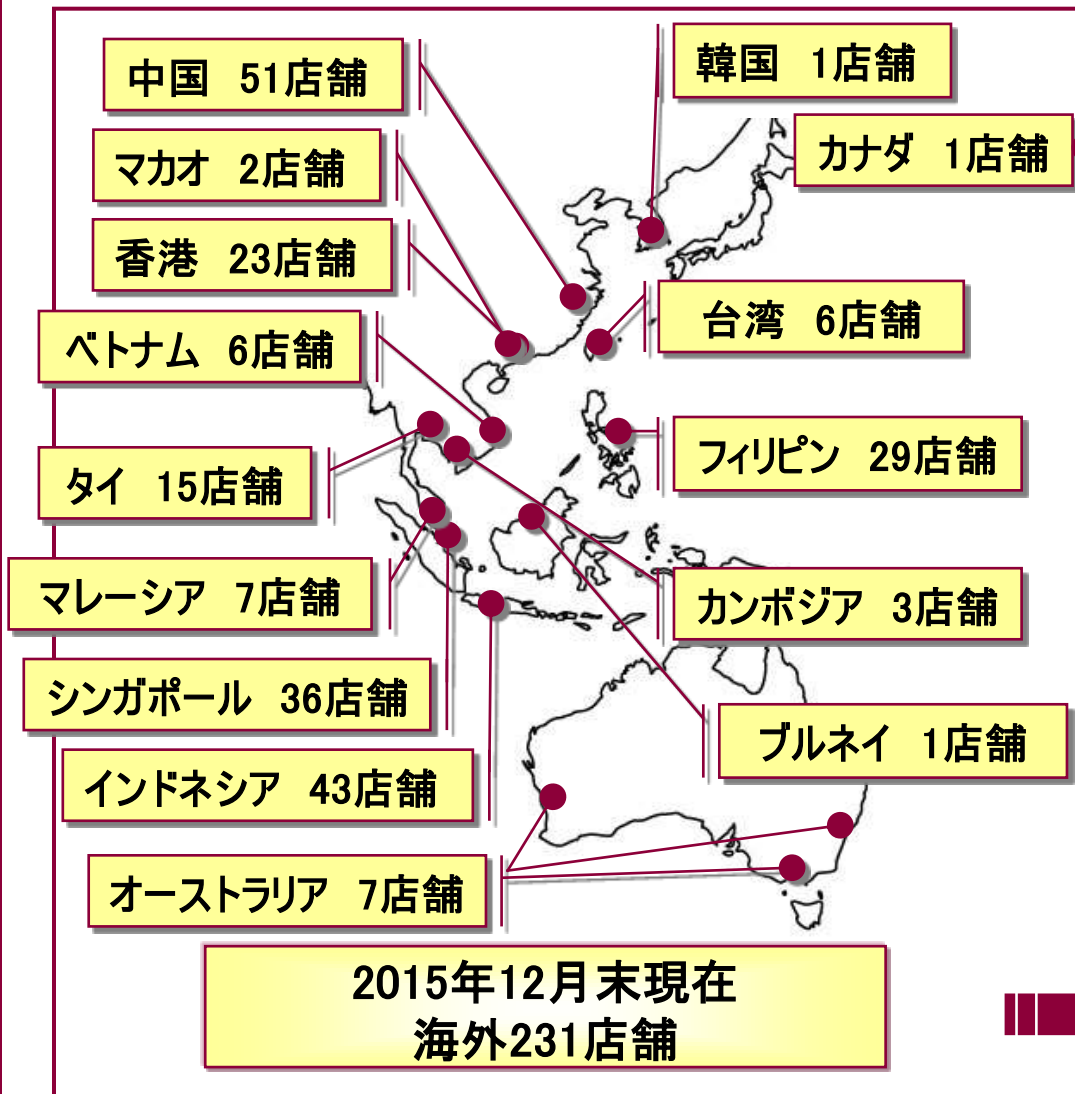 中国 51店舗
韓国 1店舗
マカオ 2店舗
カナダ 1店舗
香港 23店舗
台湾 6店舗
ベトナム 6店舗
フィリピン 29店舗
タイ 15店舗
マレーシア 7店舗
カンボジア 3店舗
シンガポール 36店舗
ブルネイ 1店舗
インドネシア 43店舗
オーストラリア 7店舗
2015年12月末現在
海外231店舗